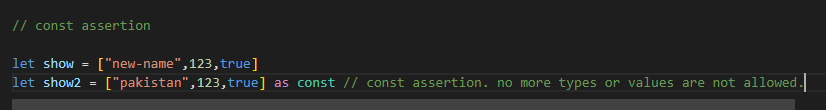 // const assertion
let show = ["new-name",123,true]
let show2 = ["pakistan",123,true] as const // const assertion. no more types or values are not allowed.